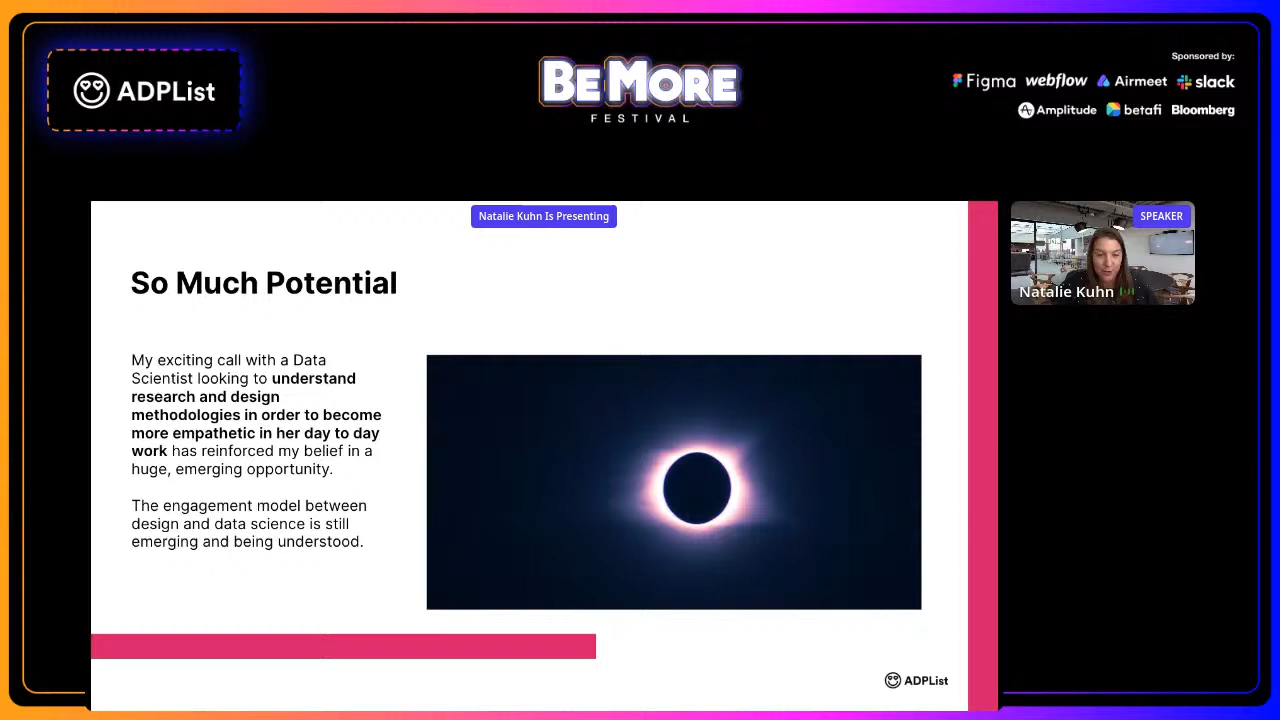 ADPList
BE MORE
FESTIVAL
Sponsored by:
Figma webflow Airmeet slack
Amplitude betafi Bloomberg
Natalie Kuhn Is Presenting
SPEAKER
Natalie Kuhn
So Much Potential
My exciting call with a Data
Scientist looking to understand
research and design
methodologies in order to become
more empathetic in her day to day
work has reinforced my belief in a
huge, emerging opportunity.
The engagement model between
design and data science is still
emerging and being understood.
ADPList